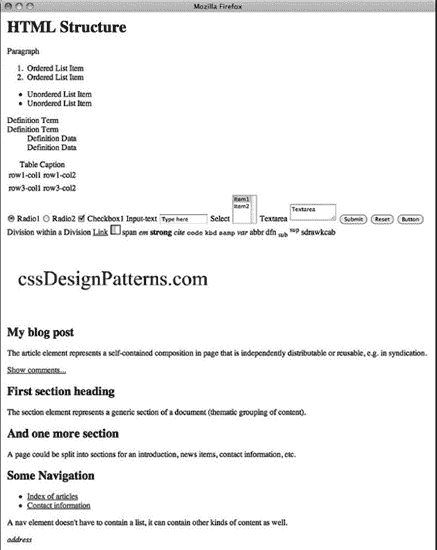 Mozilla Firefox
HTML Structure
Paragraph
1. Ordered List Item
2. Ordered List Item
Unordered List Item
Unordered List Item
Definition Term
Definition Term
Definition Data
Definition Data
Table Caption
row1-col1 row1-col2
row3-col1 row3-col2
Item1
Item2
Radio1 Radio2 Checkbox1 Input-text Type here Select Textarea Textarea Submit Reset Button
Division within a Division Link span em strong cite code kbd samp var abbr dfn sub sup sdrawkcab
cssDesignPatterns.com
My blog post
The article element represents a self-contained composition in page that is independently distributable or reusable, e.g. in syndication.
Show comments...
First section heading
The section element represents a generic section of a document (thematic grouping of content).
And one more section
A page could be split into sections for an introduction, news items, contact information, etc.
Some Navigation
Index of articles
Contact information
A nav element doesn't have to contain a list, it can contain other kinds of content as well.
address